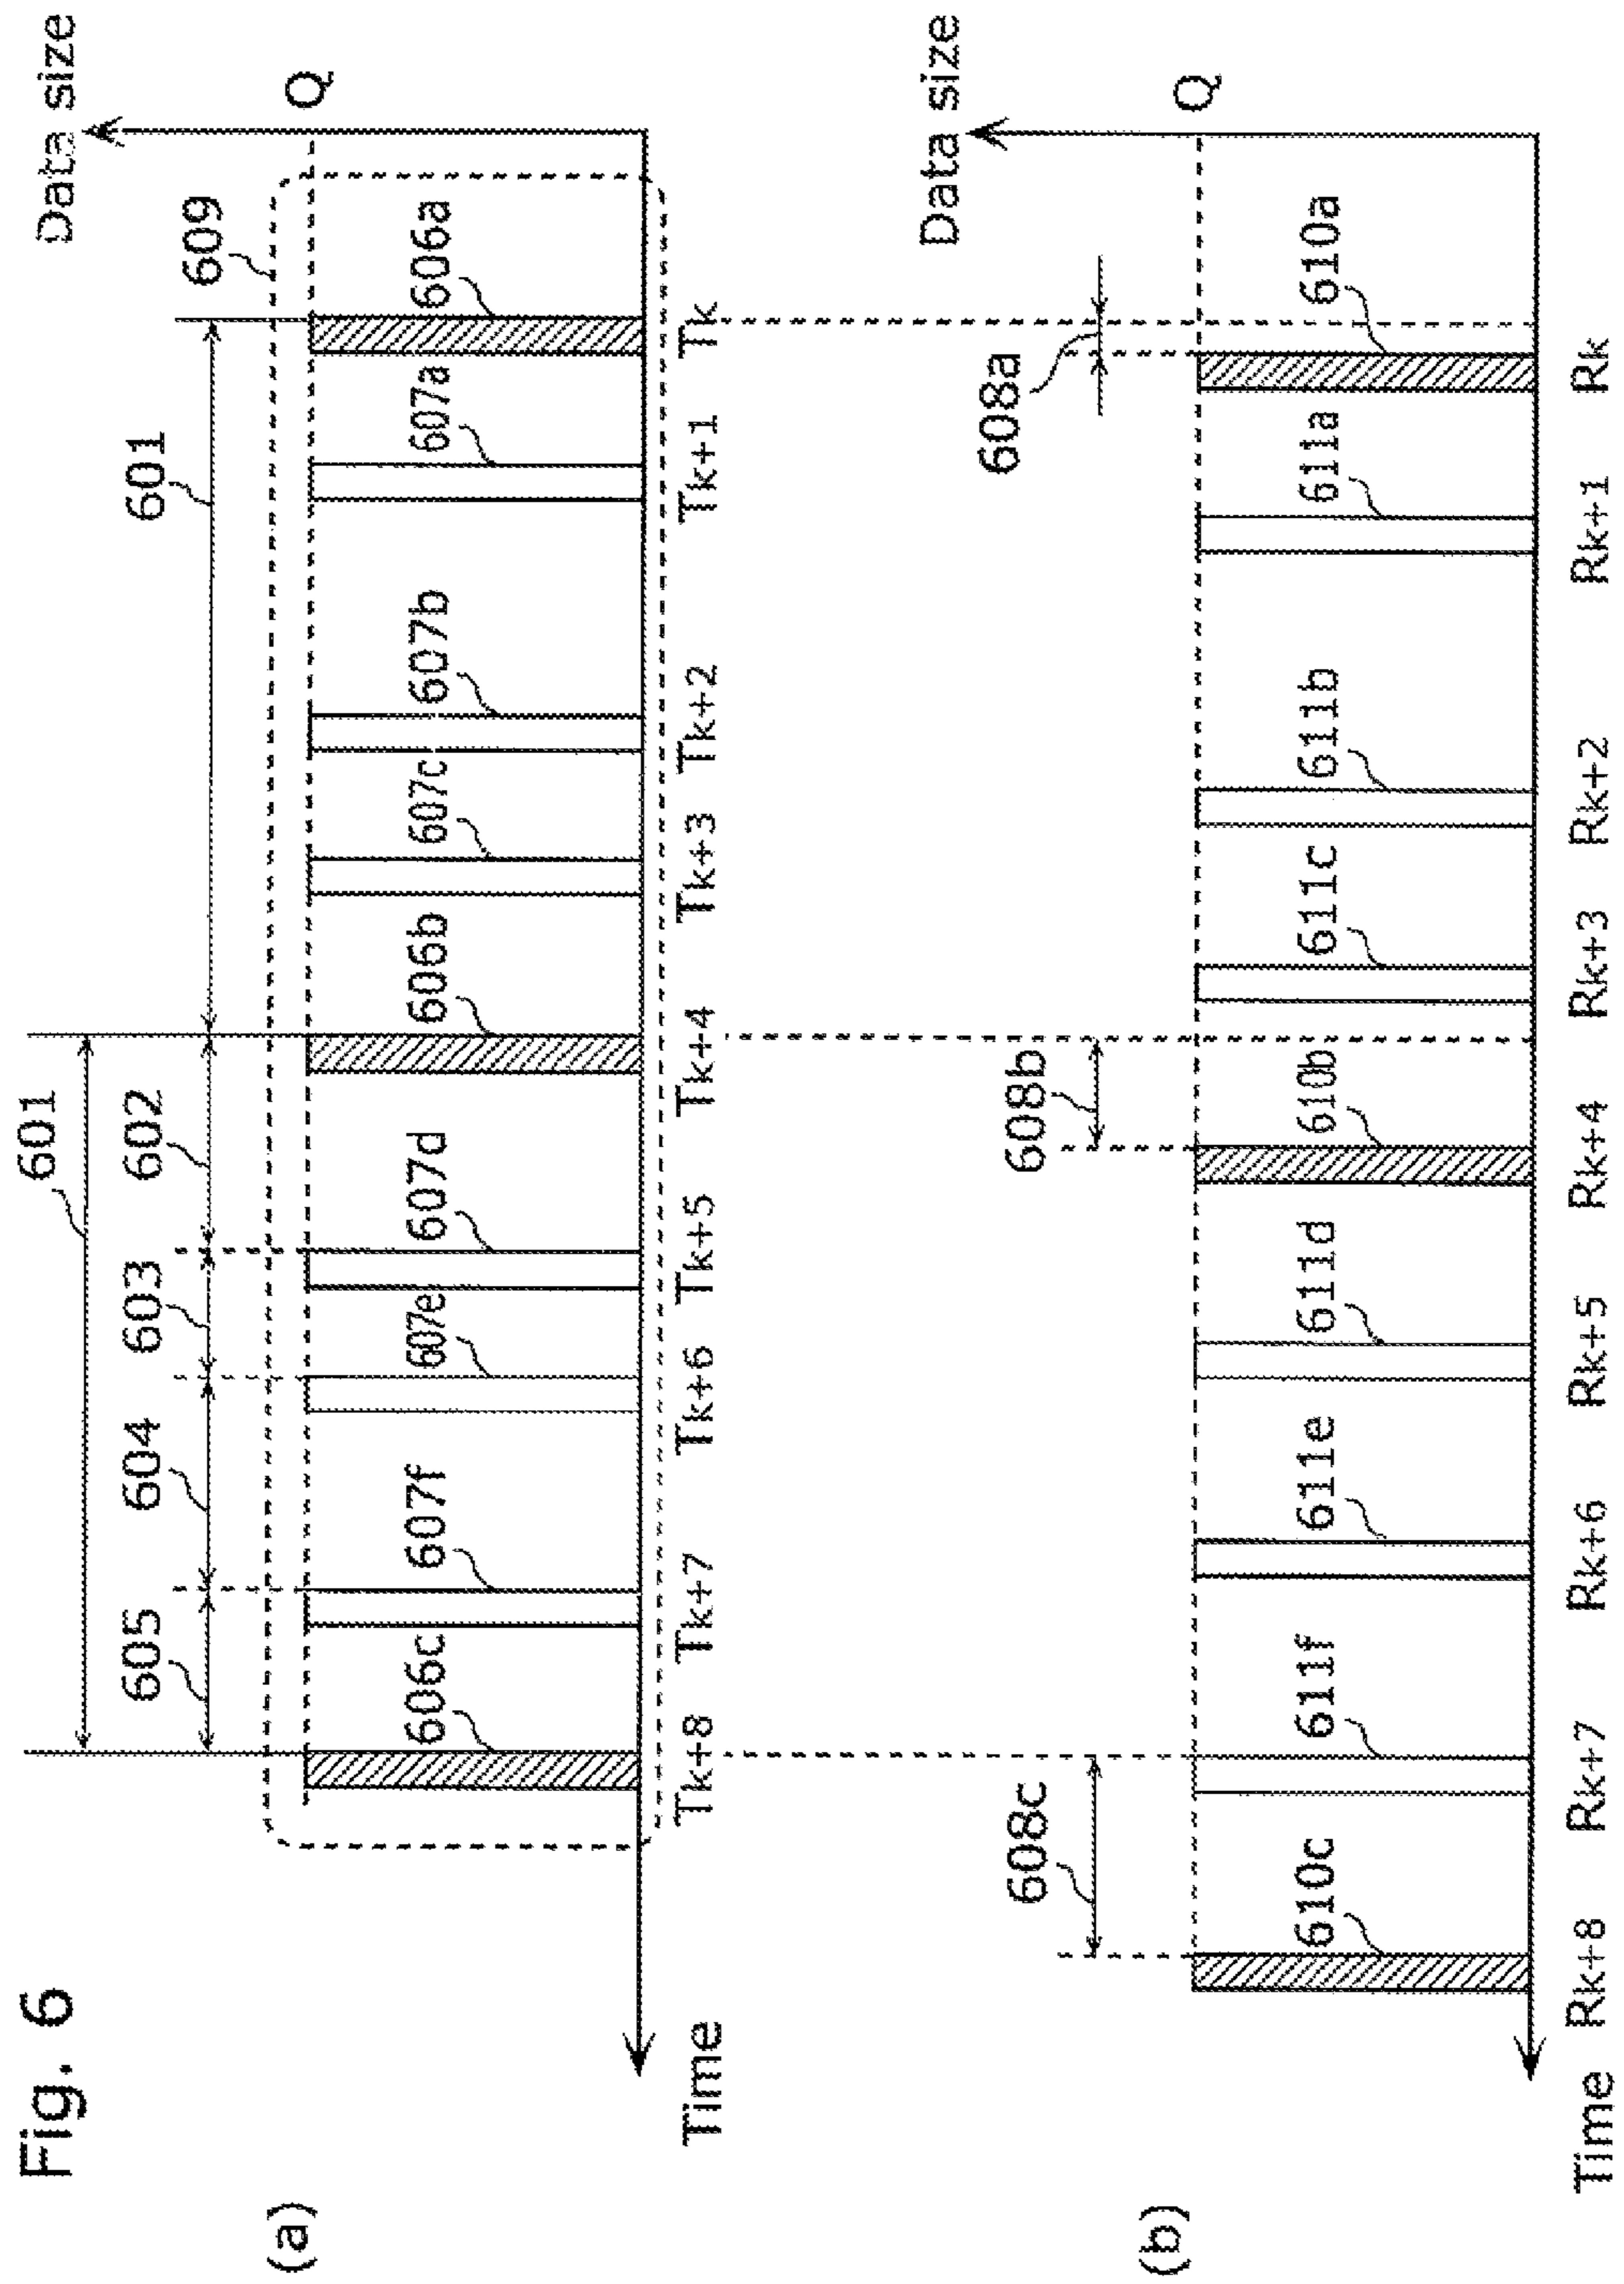 Fig. 6
(a)
Data size
Q
609
601
601
602
603
604
605
606c
607f
607e
607d
606b
607c
607b
607a
606a
Time
Tk+8
Tk+7
Tk+6
Tk+5
Tk+4
Tk+3
Tk+2
Tk+1
Tk
(b)
Data size
Q
608c
608b
608a
610c
611f
611e
611d
610b
611c
611b
611a
610a
Time
Rk+8
Rk+7
Rk+6
Rk+5
Rk+4
Rk+3
Rk+2
Rk+1
Rk